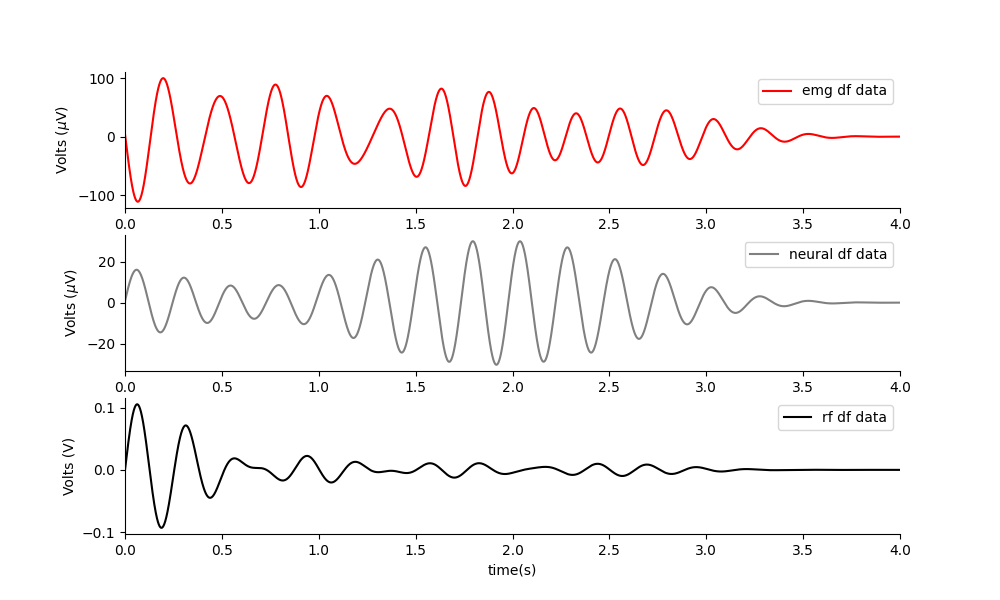 100
0
−100
Volts (μV)
emg df data
0.0 0.5 1.0 1.5 2.0 2.5 3.0 3.5 4.0
20
0
−20
Volts (μV)
neural df data
0.0 0.5 1.0 1.5 2.0 2.5 3.0 3.5 4.0
0.1
0.0
−0.1
Volts (V)
rf df data
0.0 0.5 1.0 1.5 2.0 2.5 3.0 3.5 4.0
time(s)